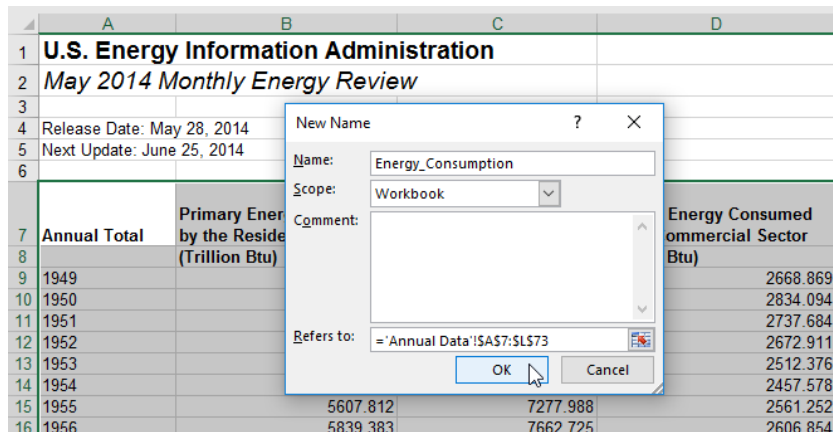 A B C D
1 U.S. Energy Information Administration
2 May 2014 Monthly Energy Review
3
4 Release Date: May 28, 2014
5 Next Update: June 25, 2014
6
New Name ? ×
Name: Energy_Consumption
Scope: Workbook
Comment:
Refers to: ='Annual Data'!$A$7:$L$73
OK Cancel
Primary Ener Energy Consumed
7 Annual Total by the Reside ommercial Sector
8 (Trillion Btu) Btu)
9 1949 2668.869
10 1950 2834.094
11 1951 2737.684
12 1952 2672.911
13 1953 2512.376
14 1954 2457.578
15 1955 5607.812 7277.988 2561.252
16 1956 5839.383 7662.725 2606.854